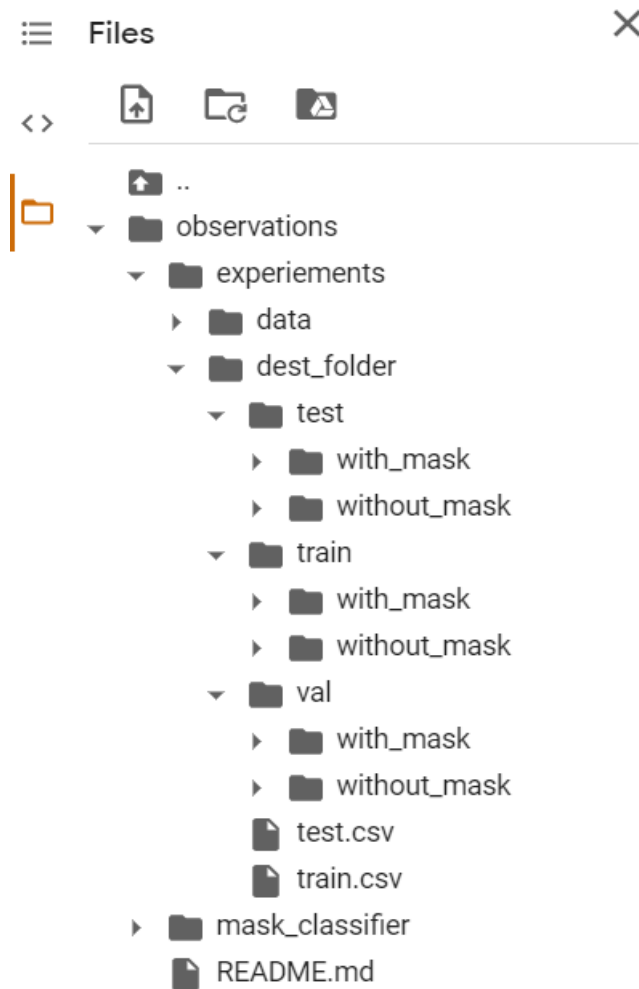 Files
..
observations
experiements
data
dest_folder
test
with_mask
without_mask
train
with_mask
without_mask
val
with_mask
without_mask
test.csv
train.csv
mask_classifier
README.md